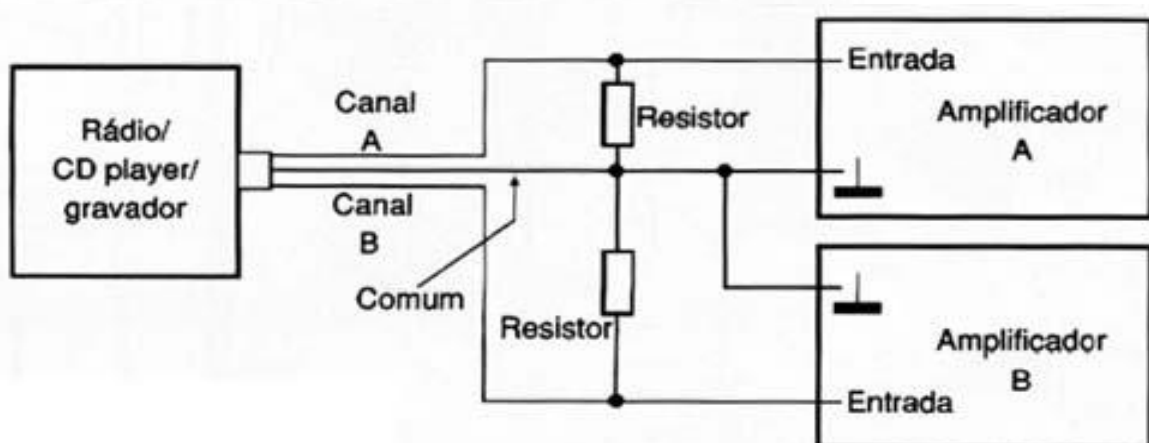 Rádio/
CD player/
gravador
Canal
A
Canal
B
Comum
Resistor
Resistor
Entrada
Amplificador
A
Amplificador
B
Entrada